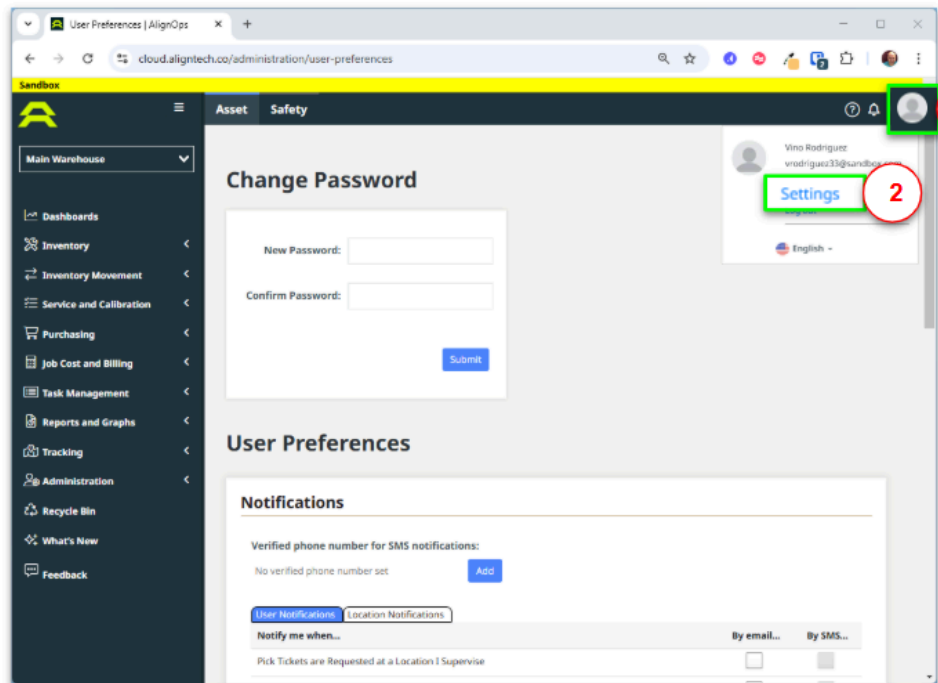 User Preferences | AlignOps
cloud.aligntech.co/administration/user-preferences
Sandbox
Asset Safety
Main Warehouse
Vino Rodriguez
vrodriguez33@sandbox.com
Settings
2
Logout
English
Change Password
New Password:
Confirm Password:
Submit
Dashboards
Inventory
Inventory Movement
Service and Calibration
Purchasing
Job Cost and Billing
Task Management
Reports and Graphs
Tracking
Administration
Recycle Bin
What's New
Feedback
User Preferences
Notifications
Verified phone number for SMS notifications:
No verified phone number set Add
User Notifications Location Notifications
Notify me when... By email... By SMS...
Pick Tickets are Requested at a Location I Supervise